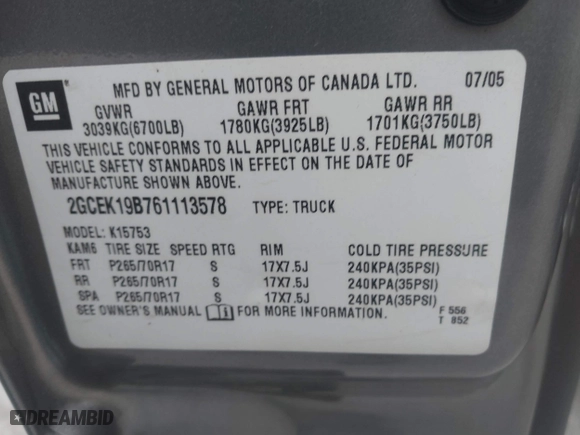 GM
MFD BY GENERAL MOTORS OF CANADA LTD. 07/05
GVWR GAWR FRT GAWR RR
3039KG(6700LB) 1780KG(3925LB) 1701KG(3750LB)
THIS VEHICLE CONFORMS TO ALL APPLICABLE U.S. FEDERAL MOTOR
VEHICLE SAFETY STANDARDS IN EFFECT ON THE DATE OF
MANUFACTURE SHOWN ABOVE.
2GCEK19B761113578 TYPE: TRUCK
MODEL: K15753
KAM6 TIRE SIZE SPEED RTG RIM COLD TIRE PRESSURE
FRT P265/70R17 S 17X7.5J 240KPA(35PSI)
RR P265/70R17 S 17X7.5J 240KPA(35PSI)
SPA P265/70R17 S 17X7.5J 240KPA(35PSI)
SEE OWNER'S MANUAL FOR MORE INFORMATION.
F 556
T 852
DREAMBID